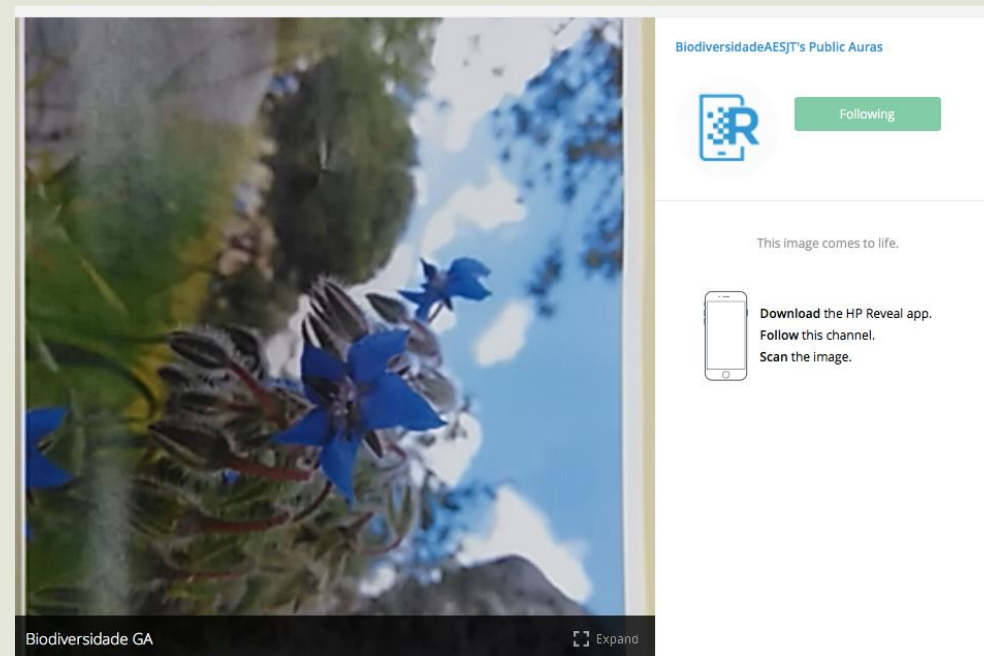 BiodiversidadeAESJT's Public Auras
R
Following
This image comes to life.
Download the HP Reveal app.
Follow this channel.
Scan the image.
Biodiversidade GA
Expand